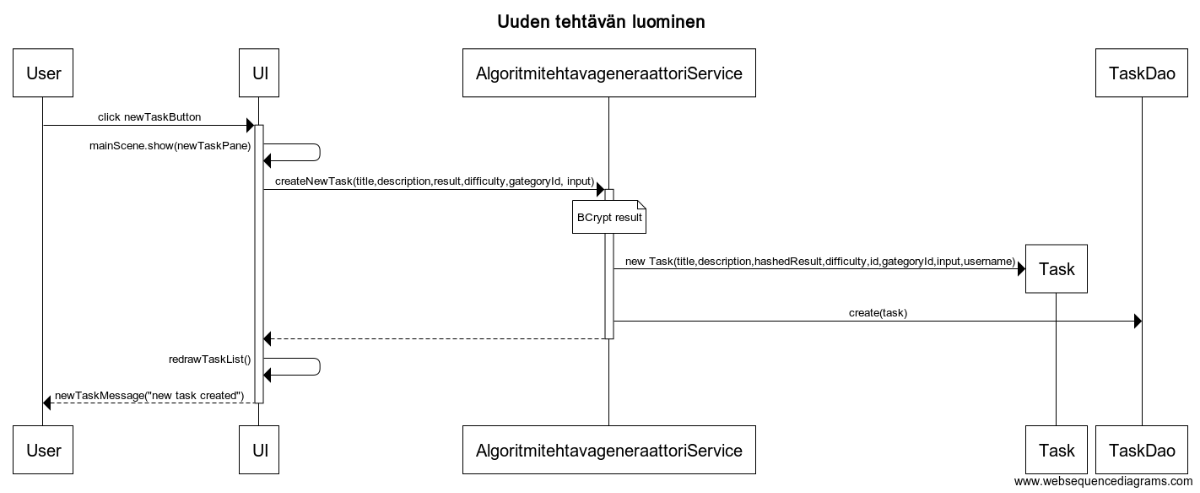 Uuden tehtävän luominen
User
UI
AlgoritmitehtavageneraattoriService
TaskDao
click newTaskButton
mainScene.show(newTaskPane)
createNewTask(title,description,result,difficulty,gategoryId, input)
BCrypt result
new Task(title,description,hashedResult,difficulty,id,gategoryId,input,username)
Task
create(task)
redrawTaskList()
newTaskMessage("new task created")
User
UI
AlgoritmitehtavageneraattoriService
Task
TaskDao
www.websequencediagrams.com